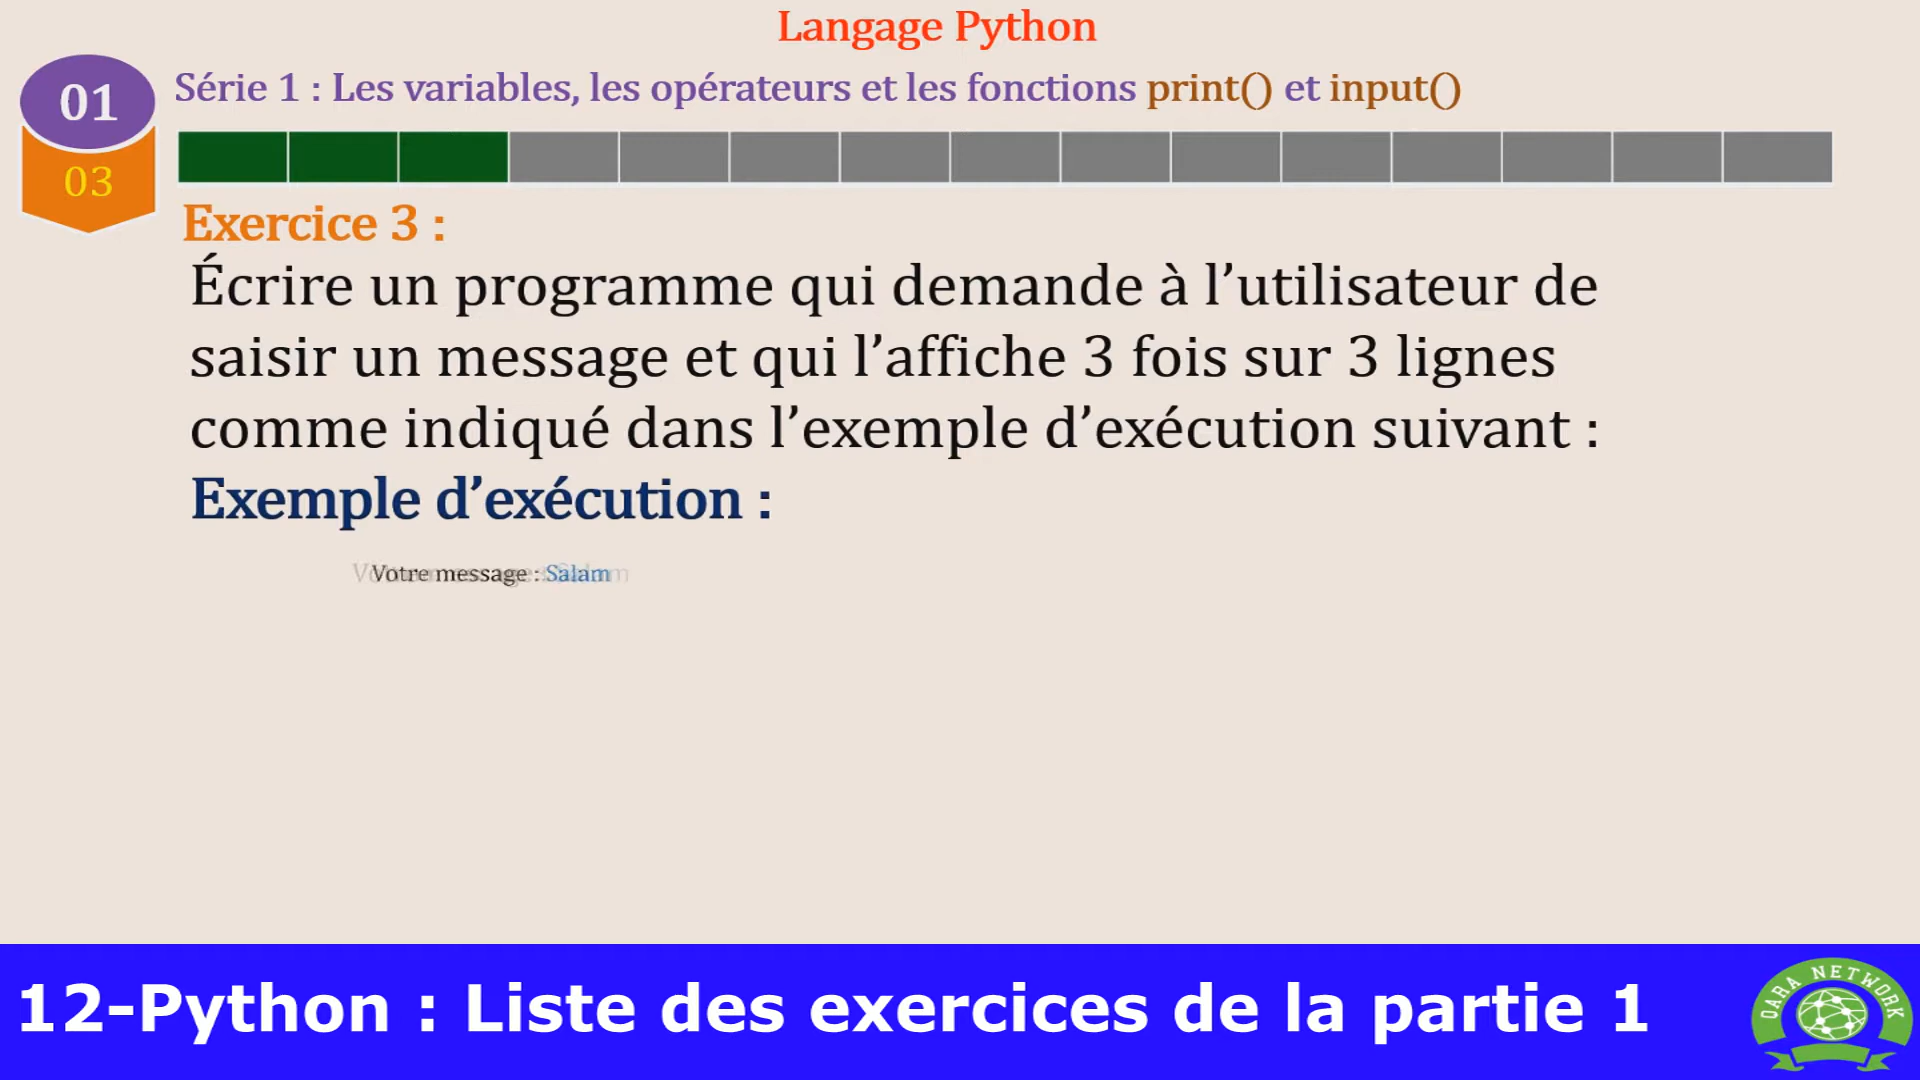 Langage Python
01
Série 1 : Les variables, les opérateurs et les fonctions print() et input()
03
Exercice 3 :
Écrire un programme qui demande à l’utilisateur de
saisir un message et qui l’affiche 3 fois sur 3 lignes
comme indiqué dans l’exemple d’exécution suivant :
Exemple d’exécution :
Votre message : Salam
12-Python : Liste des exercices de la partie 1
QARA NETWORK